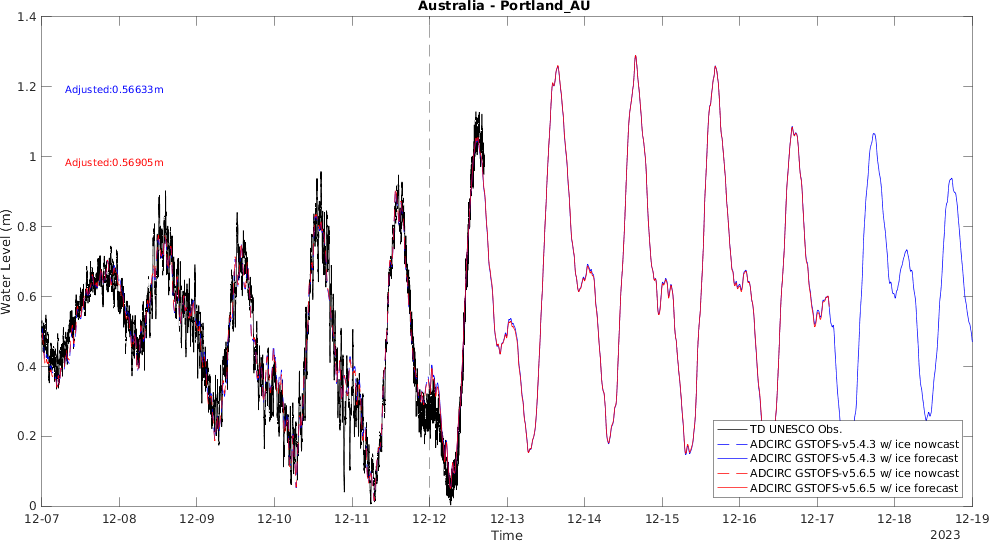 Australia - Portland_AU
1.4
1.2
1
0.8
0.6
0.4
0.2
0
Water Level (m)
Adjusted:0.56633m
Adjusted:0.56905m
TD UNESCO Obs.
ADCIRC GSTOFS-v5.4.3 w/ ice nowcast
ADCIRC GSTOFS-v5.4.3 w/ ice forecast
ADCIRC GSTOFS-v5.6.5 w/ ice nowcast
ADCIRC GSTOFS-v5.6.5 w/ ice forecast
12-07 12-08 12-09 12-10 12-11 12-12 12-13 12-14 12-15 12-16 12-17 12-18 12-19
Time
2023